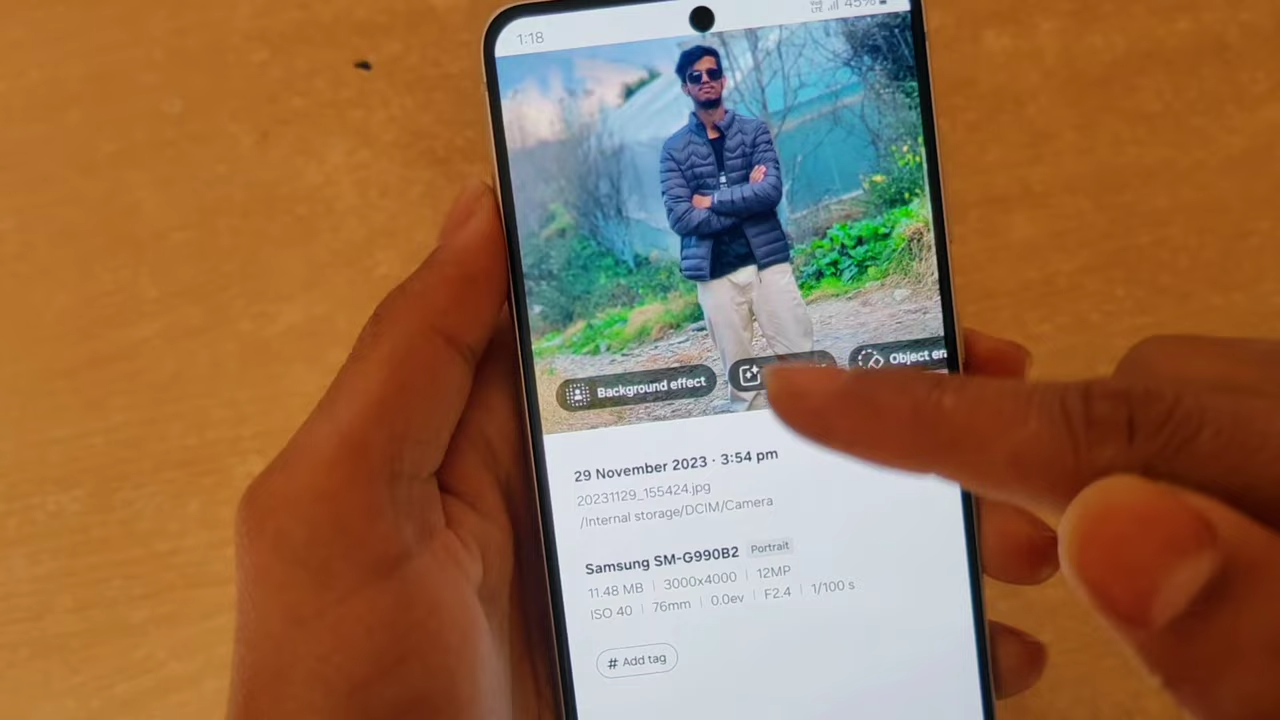 1:18
45%
Background effect
Object
29 November 2023 · 3:54 pm
20231129_155424.jpg
/Internal storage/DCIM/Camera
Samsung SM-G990B2 Portrait
11.48 MB | 3000x4000 | 12MP
ISO 40 | 76mm | 0.0ev | F2.4 | 1/100 s
# Add tag